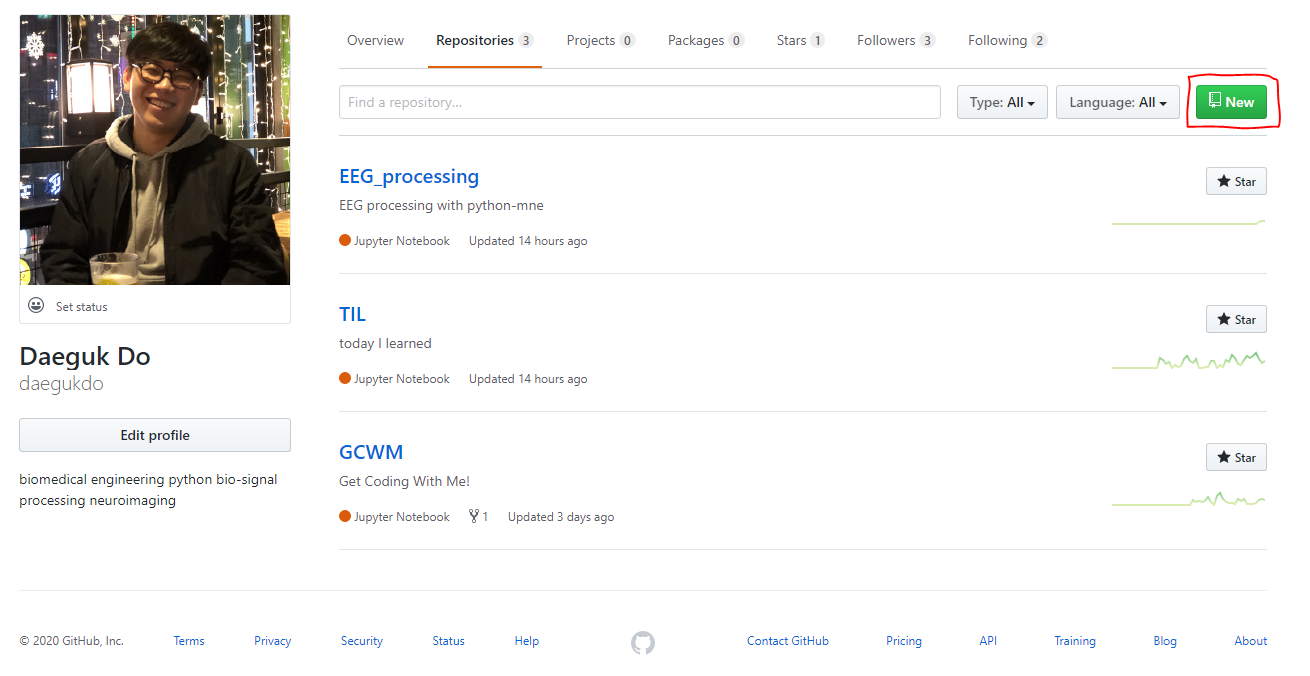 Overview Repositories 3 Projects 0 Packages 0 Stars 1 Followers 3 Following 2
Find a repository... Type: All Language: All New
EEG_processing Star
EEG processing with python-mne
Jupyter Notebook Updated 14 hours ago
TIL Star
today I learned
Jupyter Notebook Updated 14 hours ago
GCWM Star
Get Coding With Me!
Jupyter Notebook 1 Updated 3 days ago
Set status
Daeguk Do
daegukdo
Edit profile
biomedical engineering python bio-signal
processing neuroimaging
© 2020 GitHub, Inc. Terms Privacy Security Status Help Contact GitHub Pricing API Training Blog About